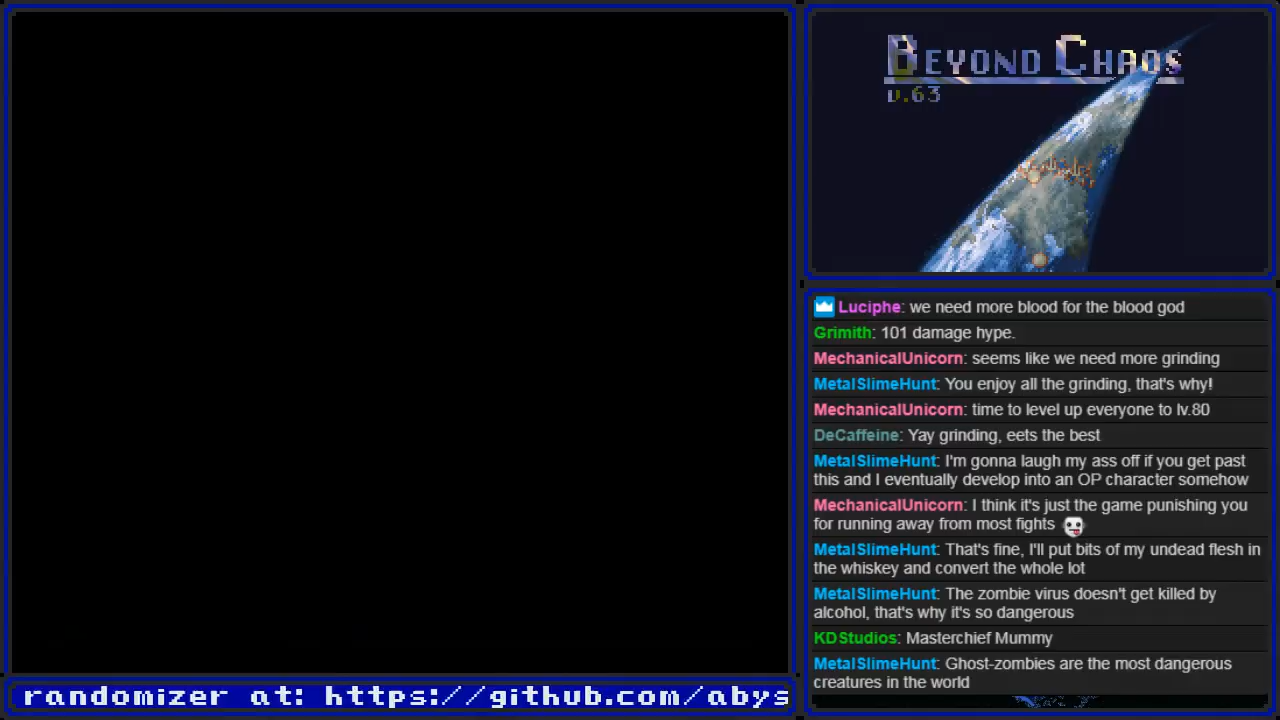 BEYOND CHAOS
v.63
Luciphe: we need more blood for the blood god
Grimith: 101 damage hype.
MechanicalUnicorn: seems like we need more grinding
MetalSlimeHunt: You enjoy all the grinding, that's why!
MechanicalUnicorn: time to level up everyone to lv.80
DeCaffeine: Yay grinding, eets the best
MetalSlimeHunt: I'm gonna laugh my ass off if you get past
this and I eventually develop into an OP character somehow
MechanicalUnicorn: I think it's just the game punishing you
for running away from most fights
MetalSlimeHunt: That's fine, I'll put bits of my undead flesh in
the whiskey and convert the whole lot
MetalSlimeHunt: The zombie virus doesn't get killed by
alcohol, that's why it's so dangerous
KDStudios: Masterchief Mummy
MetalSlimeHunt: Ghost-zombies are the most dangerous
creatures in the world
randomizer at: https://github.com/abys